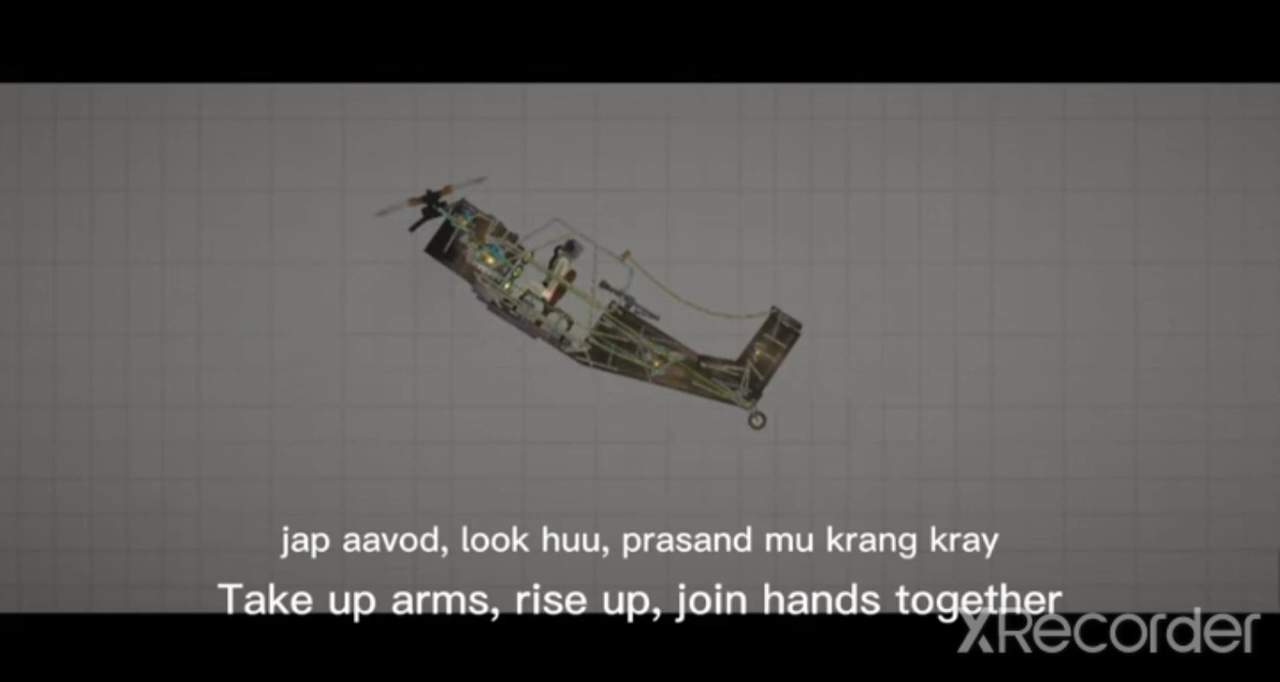 jap aavod, look huu, prasand mu krang kray
Take up arms, rise up, join hands together
XRecorder